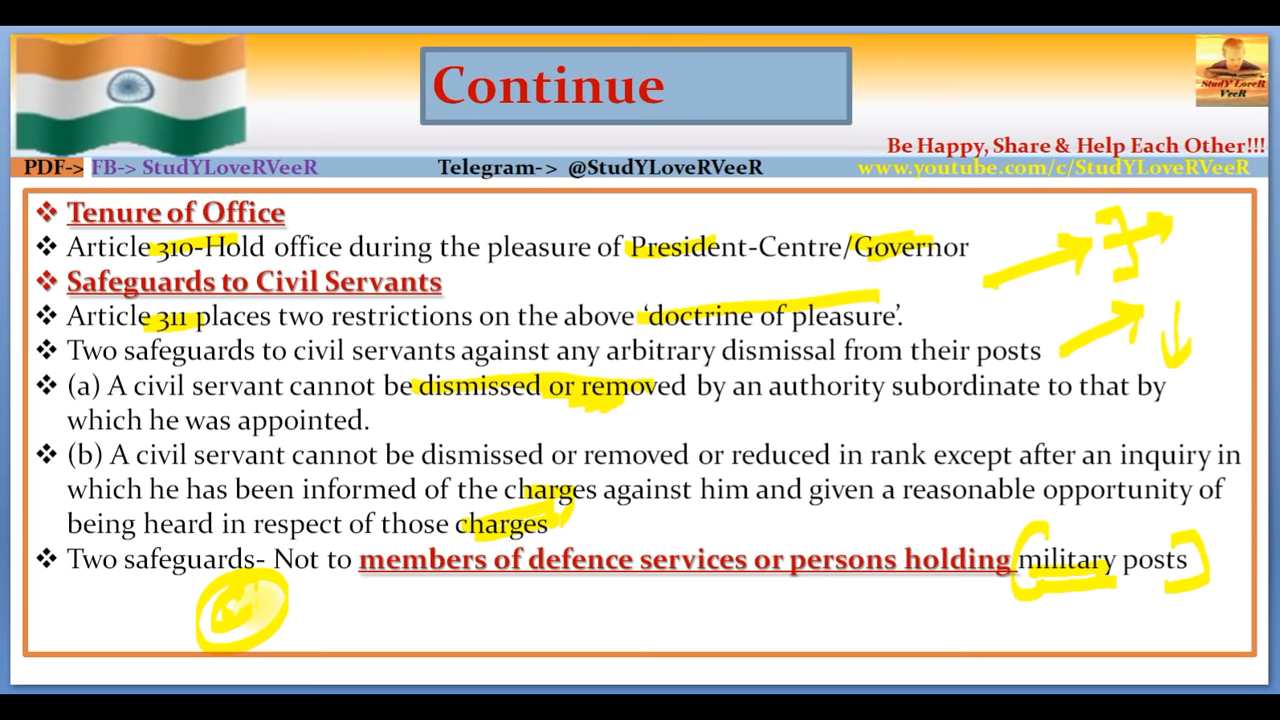 Continue
StudY LoveR
VeeR
Be Happy, Share & Help Each Other!!!
PDF-> FB-> StudYLoveRVeeR Telegram-> @StudYLoveRVeeR www.youtube.com/c/StudYLoveRVeeR
❖ Tenure of Office
❖ Article 310-Hold office during the pleasure of President-Centre/Governor
❖ Safeguards to Civil Servants
❖ Article 311 places two restrictions on the above ‘doctrine of pleasure’.
❖ Two safeguards to civil servants against any arbitrary dismissal from their posts
❖ (a) A civil servant cannot be dismissed or removed by an authority subordinate to that by
which he was appointed.
❖ (b) A civil servant cannot be dismissed or removed or reduced in rank except after an inquiry in
which he has been informed of the charges against him and given a reasonable opportunity of
being heard in respect of those charges
❖ Two safeguards- Not to members of defence services or persons holding military posts